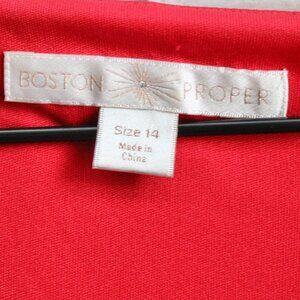 BOSTON PROPER
Size 14
Made in
China